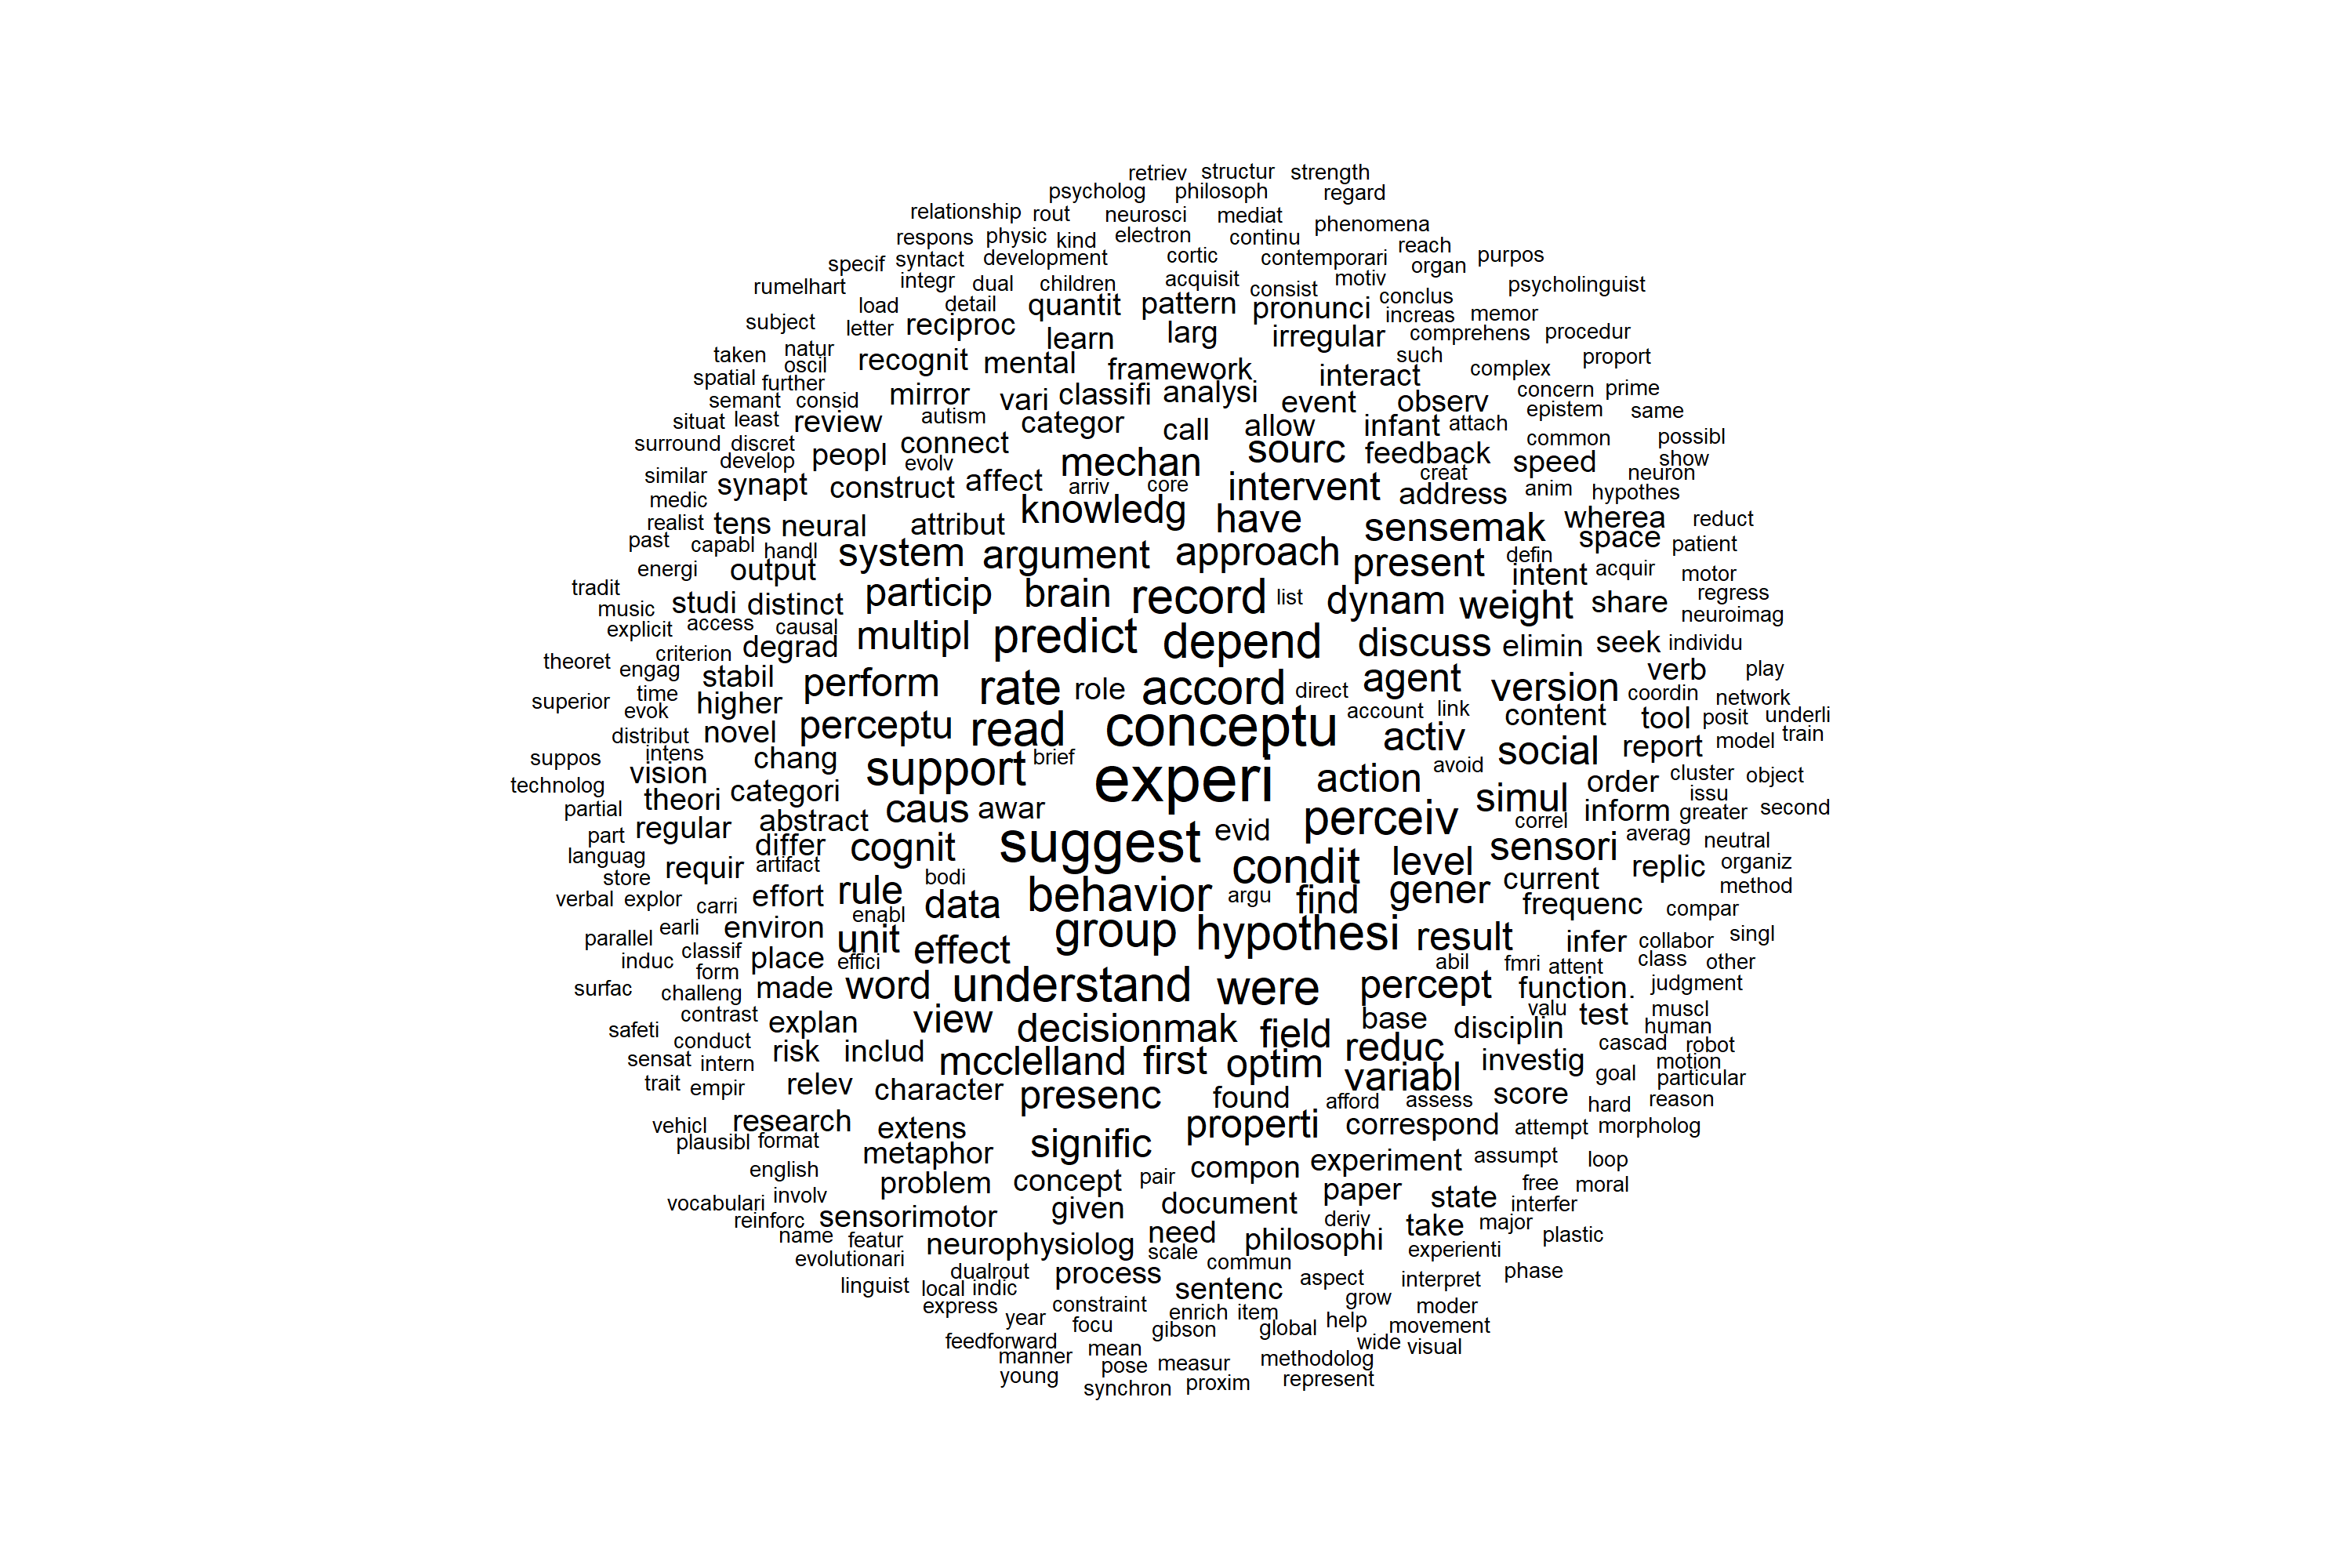 retriev structur strength
psycholog philosoph regard
relationship rout neurosci mediat phenomena
respons physic kind electron continu reach
specif syntact development cortic contemporari organ purpos
rumelhart integr dual children acquisit consist motiv conclus psycholinguist
load detail quantit pattern pronunci increas memor
subject letter reciproc learn larg irregular comprehens procedur
taken natur oscil recognit mental framework interact such complex proport
spatial further mirror vari classifi analysi event observ concern prime
semant consid situat least review autism categor call allow infant attach epistem same
surround discret peopl connect mechan sourc feedback common possibl
develop evolv speed show
similar synapt construct affect arriv core intervent creat address anim hypothes neuron
medic knowledg have
realist tens neural attribut sensemak wherea reduct
past capabl handl system argument approach present defin space patient
energi output intent acquir motor
tradit music studi distinct particip brain record list dynam weight share regress neuroimag
explicit access causal multipl predict depend discuss elimin seek individu
theoret criterion degrad
engag stabil perform rate role accord direct agent version verb play
superior time evok higher coordin network
distribut novel perceptu read conceptu account link activ content tool posit underli
suppos intens chang support brief social report model train
technolog vision experi action avoid order cluster object
partial theori categori caus awar perceiv simul inform issu greater second
part regular abstract suggest evid correl averag neutral
languag differ cognit condit level sensori replic organiz
store requir artifact bodi current method
verbal explor carri effort rule enabl data behavior argu find gener frequenc compar
parallel earli environ unit effect group hypothesi result infer collabor singl
induc classif form place effici abil fmri attent class other
surfac challeng made word understand were percept function. judgment
safeti contrast explan view decisionmak field base disciplin valu test muscl human
sensat conduct intern risk includ mcclelland first optim reduc investig cascad robot motion
trait empir relev character presenc found variabl afford assess score goal particular hard reason
vehicl research extens signific properti correspond attempt morpholog
plausibl format metaphor
english problem concept pair compon experiment assumpt loop
vocabulari involv document paper state free moral
reinforc sensorimotor given deriv take interfer major
name featur neurophysiolog need philosophi experienti plastic
evolutionari scale commun
linguist dualrout process sentenc aspect interpret phase
local indic
express year constraint enrich item grow moder
feedforward focu gibson global help movement
manner mean wide visual
young pose measur methodolog
synchron proxim represent